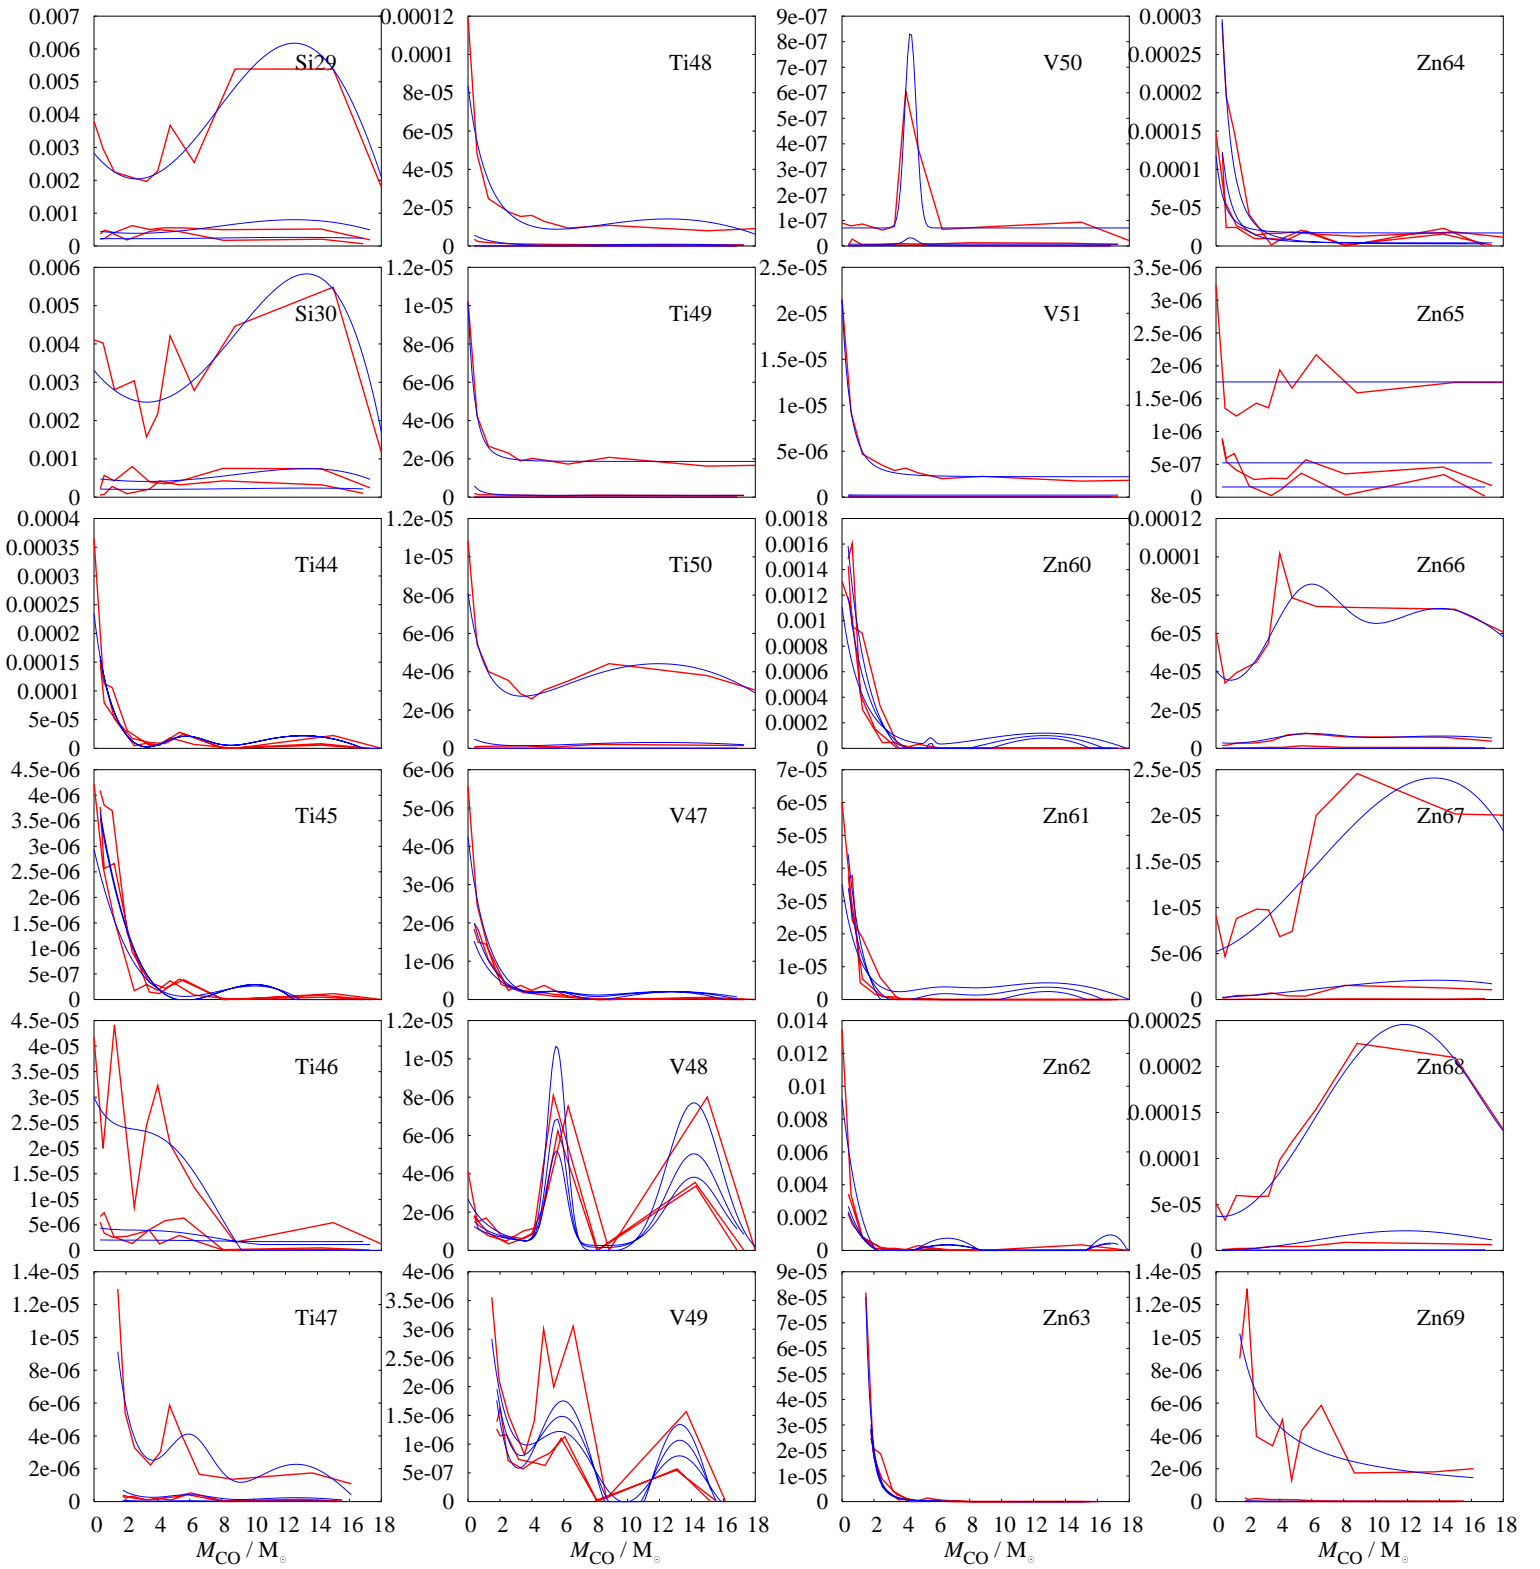 0.007
0.006
0.005
0.004
0.003
0.002
0.001
0
Si29
0.006
0.005
0.004
0.003
0.002
0.001
0
Si30
0.0004
0.00035
0.0003
0.00025
0.0002
0.00015
0.0001
5e-05
0
Ti44
4.5e-06
4e-06
3.5e-06
3e-06
2.5e-06
2e-06
1.5e-06
1e-06
5e-07
0
Ti45
4.5e-05
4e-05
3.5e-05
3e-05
2.5e-05
2e-05
1.5e-05
1e-05
5e-06
0
Ti46
1.4e-05
1.2e-05
1e-05
8e-06
6e-06
4e-06
2e-06
0
Ti47
0 2 4 6 8 10 12 14 16 18
M_CO / M☉
0.00012
0.0001
8e-05
6e-05
4e-05
2e-05
0
Ti48
1.2e-05
1e-05
8e-06
6e-06
4e-06
2e-06
0
Ti49
1.2e-05
1e-05
8e-06
6e-06
4e-06
2e-06
0
Ti50
6e-06
5e-06
4e-06
3e-06
2e-06
1e-06
0
V47
1.2e-05
1e-05
8e-06
6e-06
4e-06
2e-06
0
V48
4e-06
3.5e-06
3e-06
2.5e-06
2e-06
1.5e-06
1e-06
5e-07
0
V49
0 2 4 6 8 10 12 14 16 18
M_CO / M☉
9e-07
8e-07
7e-07
6e-07
5e-07
4e-07
3e-07
2e-07
1e-07
0
V50
2.5e-05
2e-05
1.5e-05
1e-05
5e-06
0
V51
0.0018
0.0016
0.0014
0.0012
0.001
0.0008
0.0006
0.0004
0.0002
0
Zn60
7e-05
6e-05
5e-05
4e-05
3e-05
2e-05
1e-05
0
Zn61
0.014
0.012
0.01
0.008
0.006
0.004
0.002
0
Zn62
9e-05
8e-05
7e-05
6e-05
5e-05
4e-05
3e-05
2e-05
1e-05
0
Zn63
0 2 4 6 8 10 12 14 16 18
M_CO / M☉
0.0003
0.00025
0.0002
0.00015
0.0001
5e-05
0
Zn64
3.5e-06
3e-06
2.5e-06
2e-06
1.5e-06
1e-06
5e-07
0
Zn65
0.00012
0.0001
8e-05
6e-05
4e-05
2e-05
0
Zn66
2.5e-05
2e-05
1.5e-05
1e-05
5e-06
0
Zn67
0.00025
0.0002
0.00015
0.0001
5e-05
0
Zn68
1.4e-05
1.2e-05
1e-05
8e-06
6e-06
4e-06
2e-06
0
Zn69
0 2 4 6 8 10 12 14 16 18
M_CO / M☉